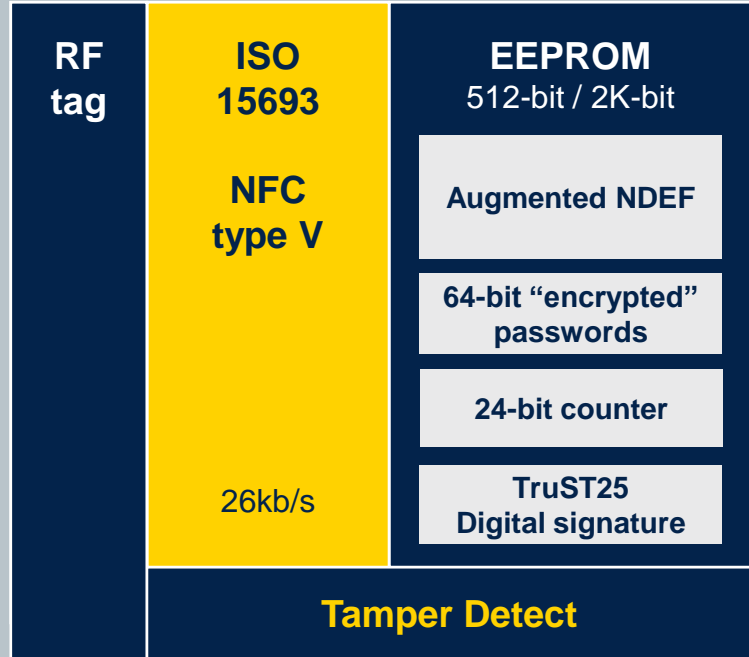 RF
tag
ISO
15693
NFC
type V
26kb/s
EEPROM
512-bit / 2K-bit
Augmented NDEF
64-bit “encrypted”
passwords
24-bit counter
TruST25
Digital signature
Tamper Detect